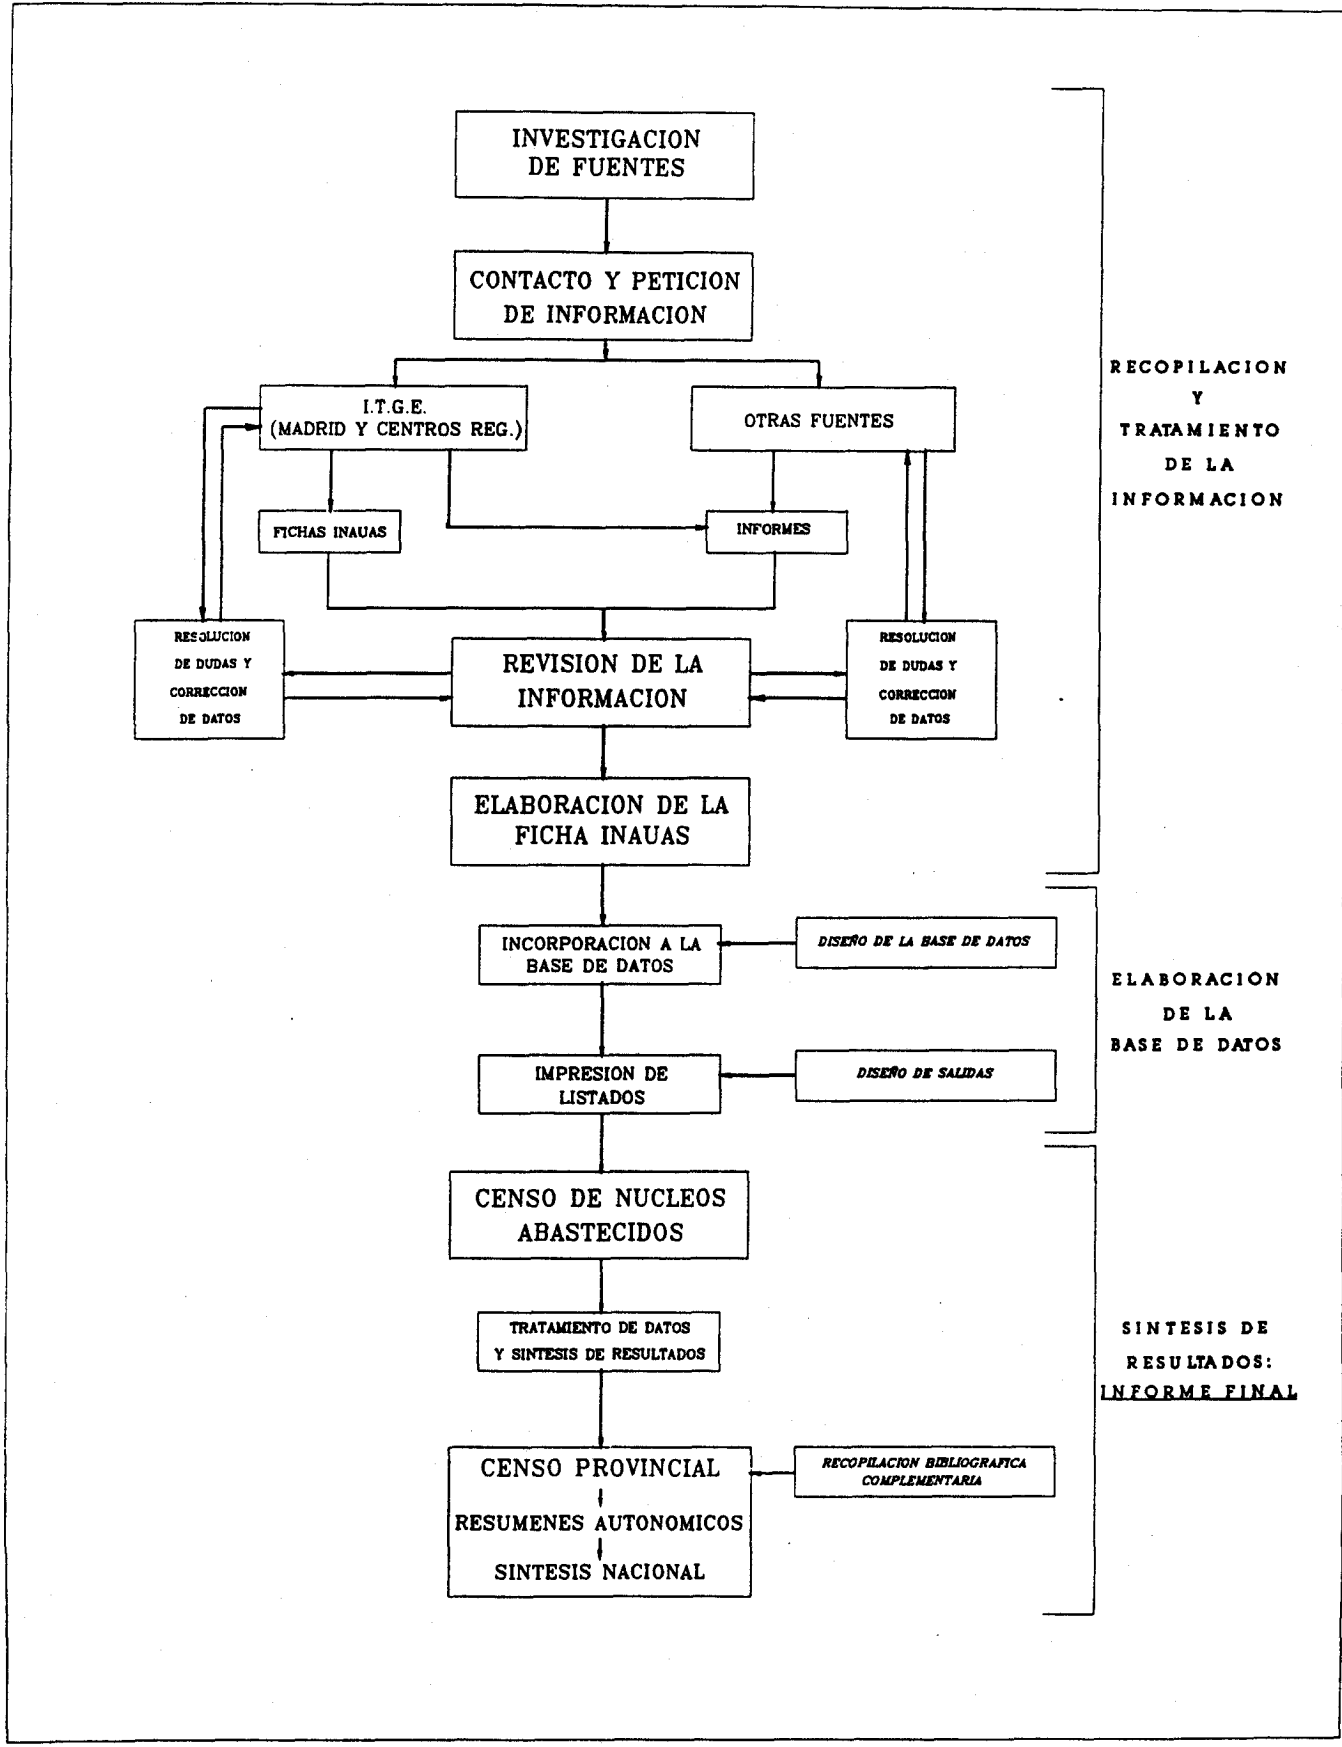 INVESTIGACION
DE FUENTES
CONTACTO Y PETICION
DE INFORMACION
I.T.G.E.
(MADRID Y CENTROS REG.)
OTRAS FUENTES
FICHAS INAUAS
INFORMES
RESOLUCION
DE DUDAS Y
CORRECCION
DE DATOS
REVISION DE LA
INFORMACION
RESOLUCION
DE DUDAS Y
CORRECCION
DE DATOS
ELABORACION DE LA
FICHA INAUAS
RECOPILACION
Y
TRATAMIENTO
DE LA
INFORMACION
INCORPORACION A LA
BASE DE DATOS
DISEÑO DE LA BASE DE DATOS
IMPRESION DE
LISTADOS
DISEÑO DE SALIDAS
ELABORACION
DE LA
BASE DE DATOS
CENSO DE NUCLEOS
ABASTECIDOS
TRATAMIENTO DE DATOS
Y SINTESIS DE RESULTADOS
CENSO PROVINCIAL
RESUMENES AUTONOMICOS
SINTESIS NACIONAL
RECOPILACION BIBLIOGRAFICA
COMPLEMENTARIA
SINTESIS DE
RESULTADOS:
INFORME FINAL